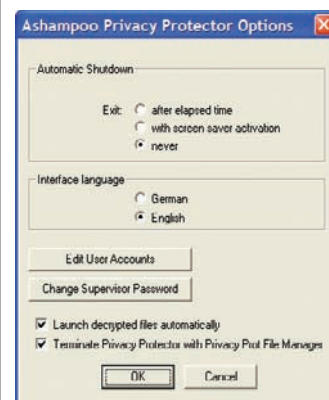 Ashampoo Privacy Protector Options
Automatic Shutdown
Exit: after elapsed time
with screen saver activation
never
Interface language
German
English
Edit User Accounts
Change Supervisor Password
Launch decrypted files automatically
Terminate Privacy Protector with Privacy Prot File Manager
OK Cancel